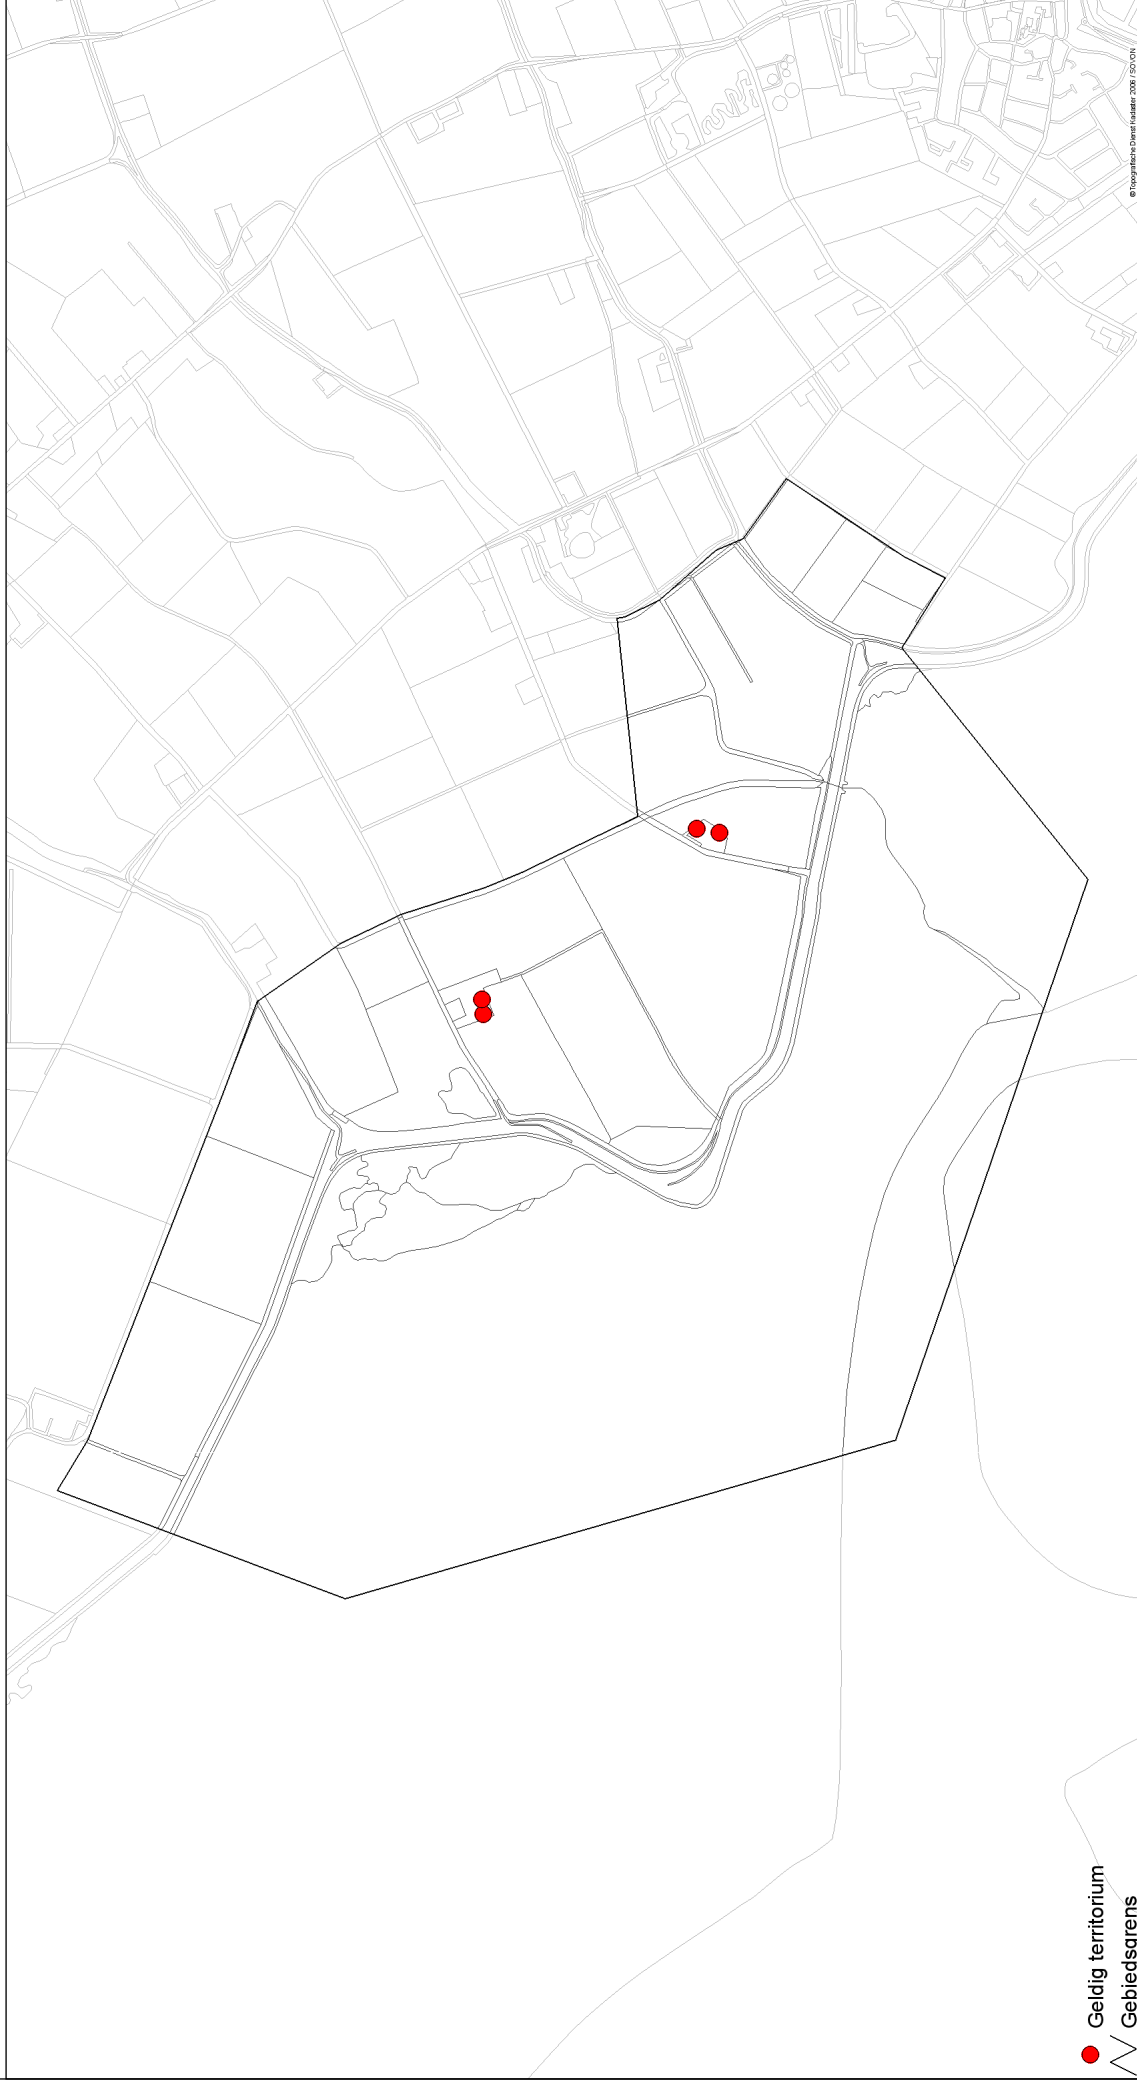 Geldig territorium
Gebiedsgrens
© Topografische Dienst Kadaster 2006 / SOVON